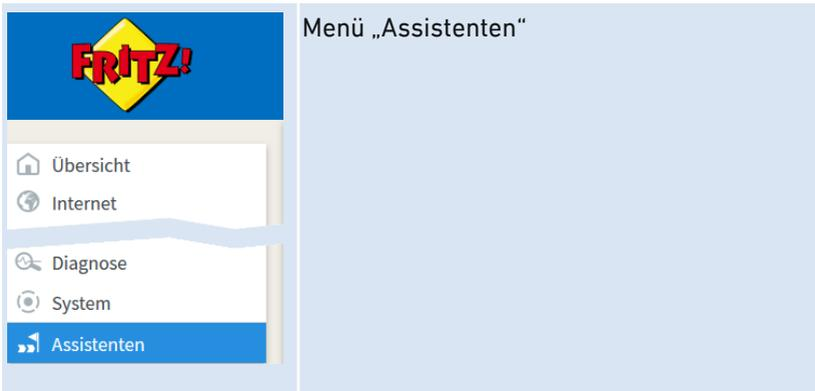 FRITZ!
Menü „Assistenten“
Übersicht
Internet
Diagnose
System
Assistenten